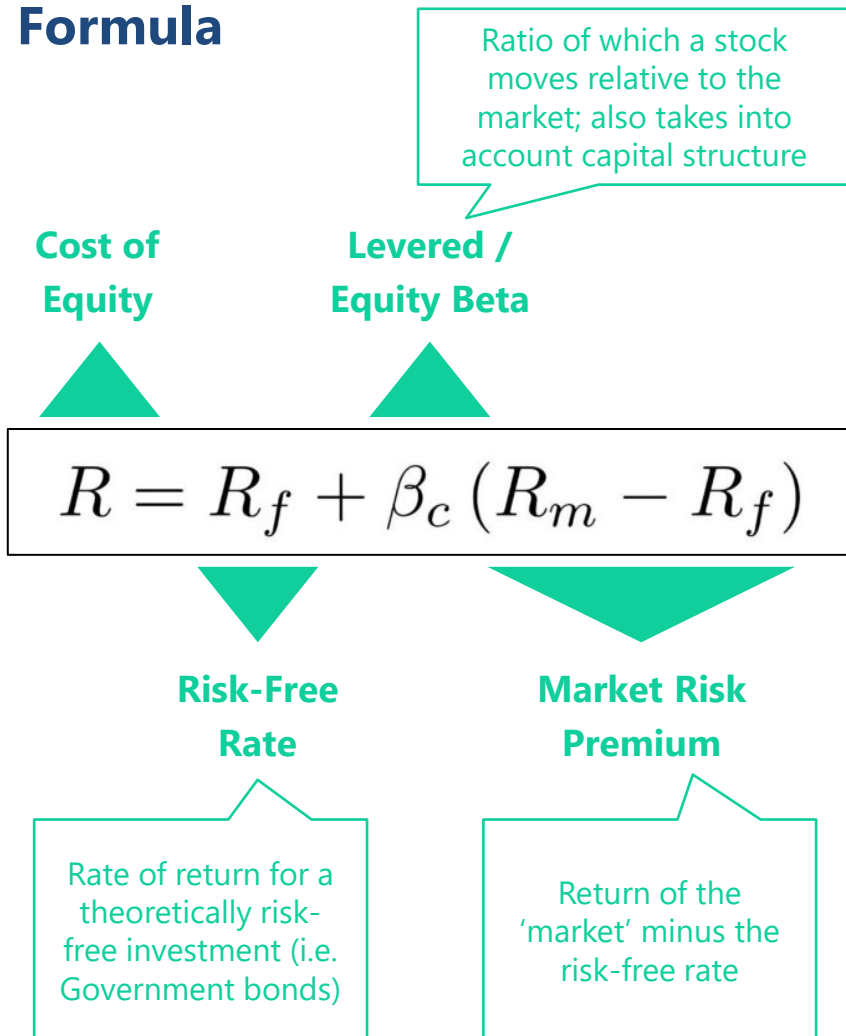 Formula
Ratio of which a stock
moves relative to the
market; also takes into
account capital structure
Cost of
Equity
Levered /
Equity Beta
R = R_f + β_c (R_m − R_f)
Risk-Free
Rate
Market Risk
Premium
Rate of return for a
theoretically risk-
free investment (i.e.
Government bonds)
Return of the
‘market’ minus the
risk-free rate